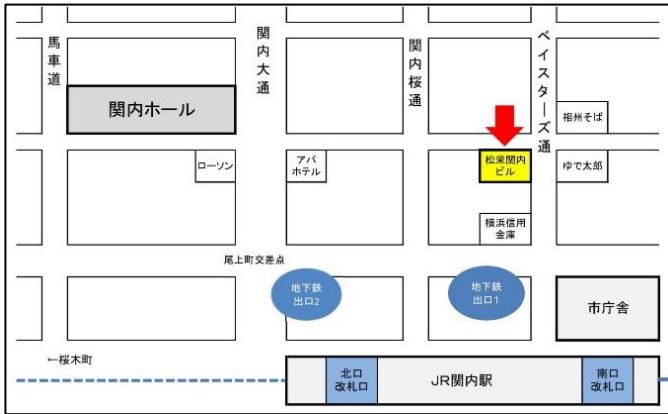 馬車道
関内大通
関内桜通
ベイスターズ通
関内ホール
相州そば
ローソン
アパ
ホテル
松栄関内
ビル
ゆで太郎
横浜信用
金庫
尾上町交差点
地下鉄
出口2
地下鉄
出口1
市庁舎
←桜木町
北口
改札口
JR関内駅
南口
改札口